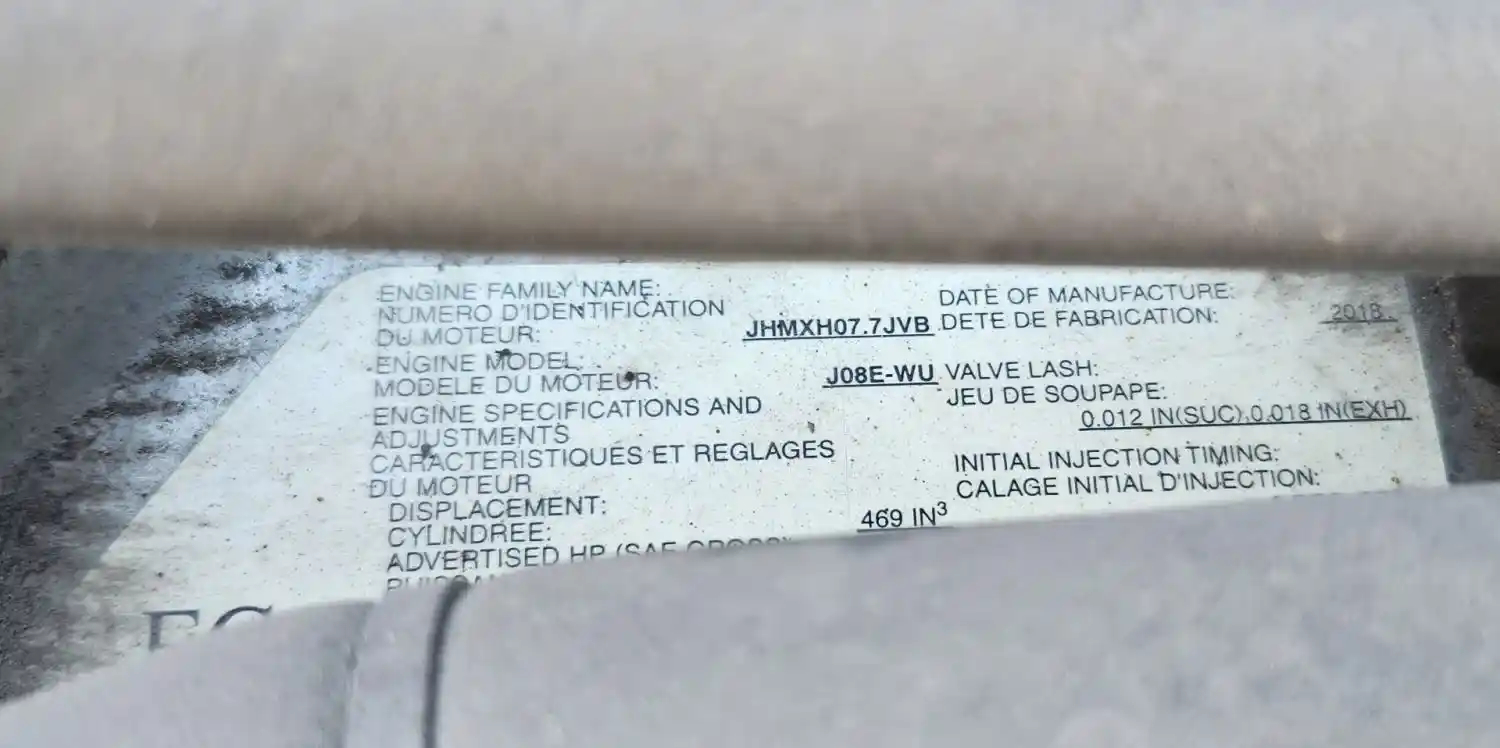 ENGINE FAMILY NAME:
NUMERO D'IDENTIFICATION
DU MOTEUR: JHMXH07.7JVB
ENGINE MODEL:
MODELE DU MOTEUR: J08E-WU
ENGINE SPECIFICATIONS AND
ADJUSTMENTS
CARACTERISTIQUES ET REGLAGES
DU MOTEUR
DISPLACEMENT:
CYLINDREE: 469 IN³
ADVERTISED HP (SAE GROSS)
DATE OF MANUFACTURE:
DETE DE FABRICATION: 2018
VALVE LASH:
JEU DE SOUPAPE:
0.012 IN(SUC),0.018 IN(EXH)
INITIAL INJECTION TIMING:
CALAGE INITIAL D'INJECTION: